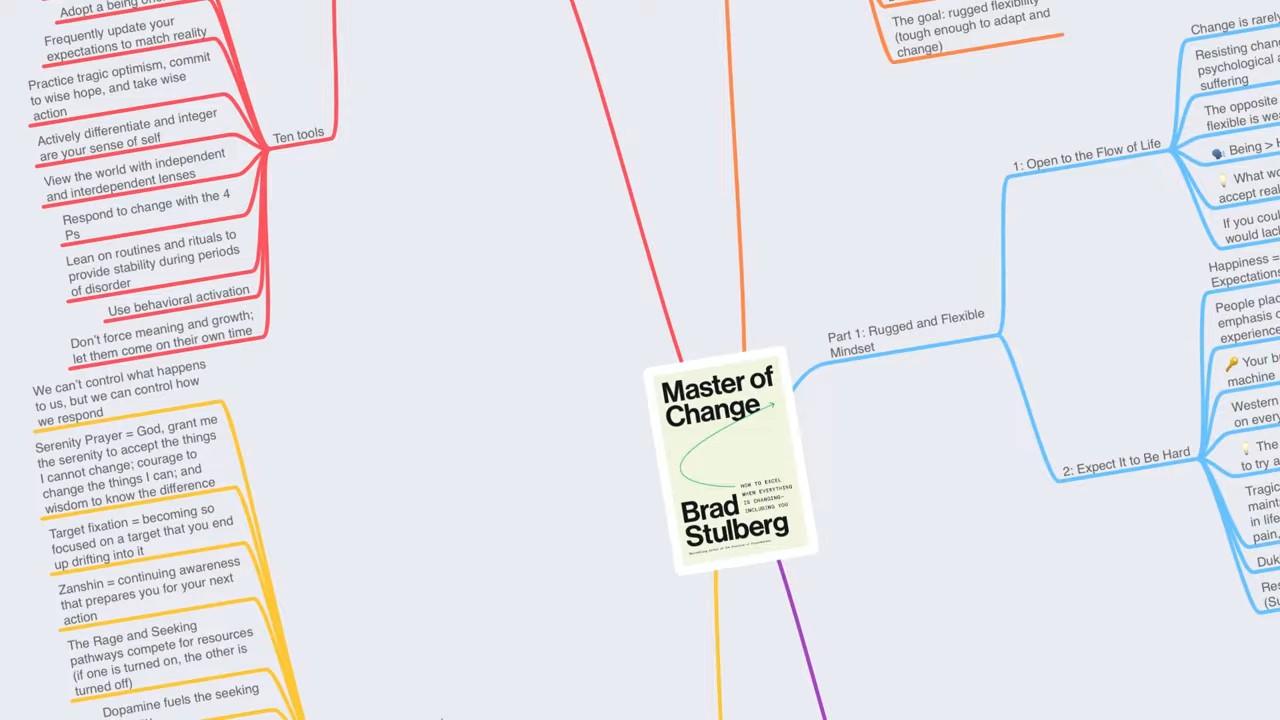 Adopt a being
Frequently update your
expectations to match reality
Practice tragic optimism, commit
to wise hope, and take wise
action
Actively differentiate and integer
are your sense of self
View the world with independent
and interdependent lenses
Respond to change with the 4
Ps
Lean on routines and rituals to
provide stability during periods
of disorder
Use behavioral activation
Don't force meaning and growth;
let them come on their own time
Ten tools
We can't control what happens
to us, but we can control how
we respond
Serenity Prayer = God, grant me
the serenity to accept the things
I cannot change; courage to
change the things I can; and
wisdom to know the difference
Target fixation = becoming so
focused on a target that you end
up drifting into it
Zanshin = continuing awareness
that prepares you for your next
action
The Rage and Seeking
pathways compete for resources
(if one is turned on, the other is
turned off)
Dopamine fuels the seeking
Master of
Change
HOW TO EXCEL
WHEN EVERYTHING
IS CHANGING—
INCLUDING YOU
Brad
Stulberg
The goal: rugged flexibility
(tough enough to adapt and
change)
Part 1: Rugged and Flexible
Mindset
1: Open to the Flow of Life
Change is rarely
Resisting
psychological
suffering
The opposite
flexible is
Being >
What
accept
If you
would
2: Expect It to Be Hard
Happiness =
Expectations
People
emphasis
experience
Your
machine
Western
on every
The
to try a
Tragic
in life
pain,